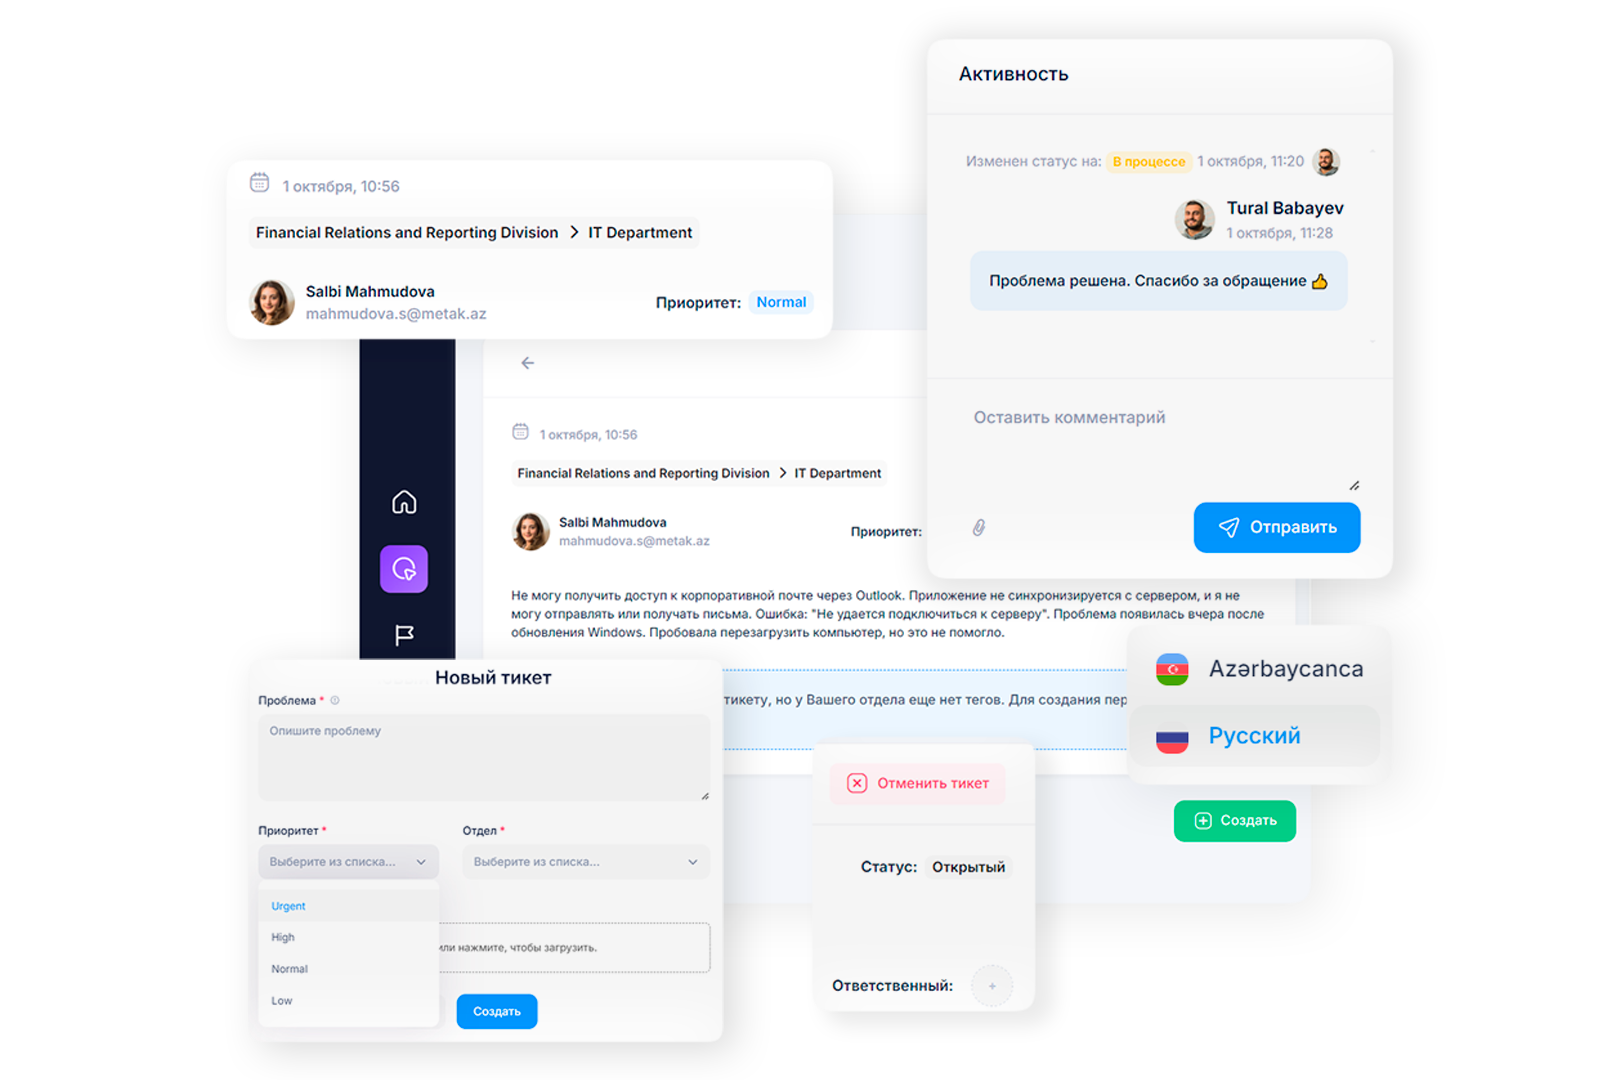 Активность
Изменен статус на: В процессе 1 октября, 11:20
Tural Babayev
1 октября, 11:28
Проблема решена. Спасибо за обращение 👍
Оставить комментарий
Отправить
1 октября, 10:56
Financial Relations and Reporting Division > IT Department
Salbi Mahmudova
mahmudova.s@metak.az
Приоритет: Normal
1 октября, 10:56
Financial Relations and Reporting Division > IT Department
Salbi Mahmudova
mahmudova.s@metak.az
Приоритет:
Не могу получить доступ к корпоративной почте через Outlook. Приложение не синхронизируется с сервером, и я не
могу отправлять или получать письма. Ошибка: "Не удается подключиться к серверу". Проблема появилась вчера после
обновления Windows. Пробовала перезагрузить компьютер, но это не помогло.
тикету, но у Вашего отдела еще нет тегов. Для создания пер
Azərbaycanca
Русский
Создать
Новый тикет
Проблема *
Опишите проблему
Приоритет *
Отдел *
Выберите из списка...
Выберите из списка...
Urgent
High
Normal
Low
или нажмите, чтобы загрузить.
Создать
Отменить тикет
Статус: Открытый
Ответственный: